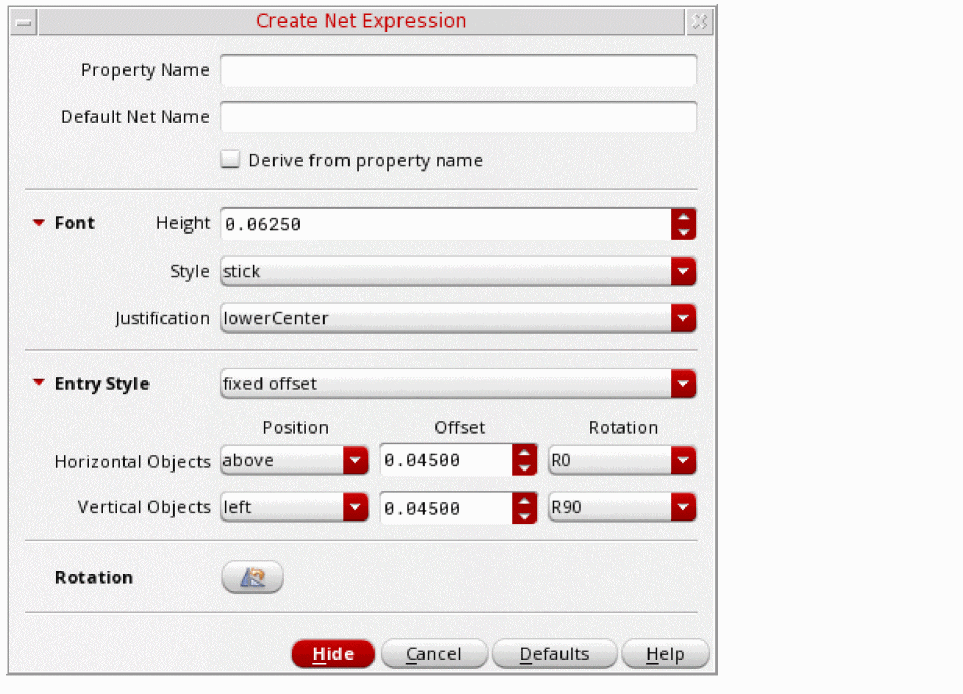 Create Net Expression
Property Name
Default Net Name
Derive from property name
Font Height 0.06250
Style stick
Justification lowerCenter
Entry Style fixed offset
Position Offset Rotation
Horizontal Objects above 0.04500 R0
Vertical Objects left 0.04500 R90
Rotation
Hide Cancel Defaults Help